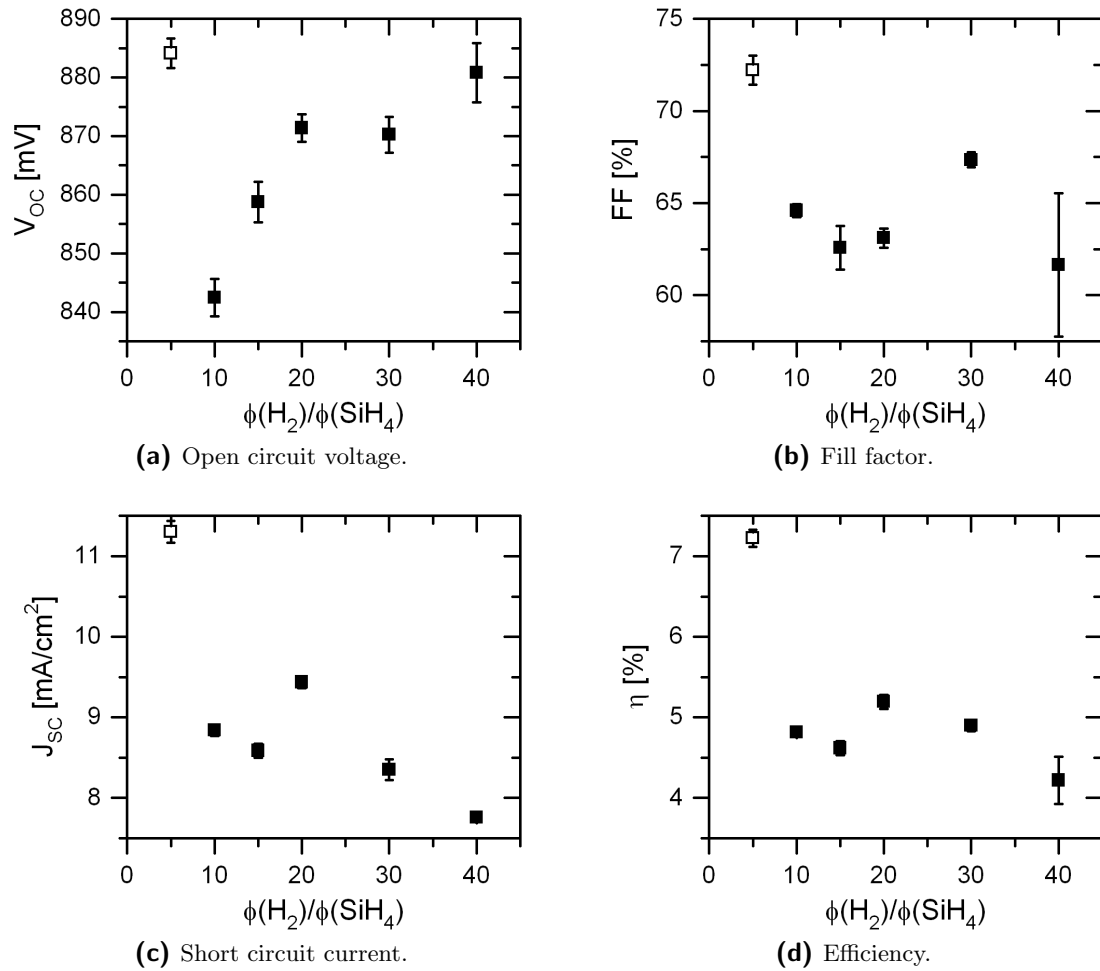 890
880
870
860
850
840
V_OC [mV]
0 10 20 30 40
ϕ(H₂)/ϕ(SiH₄)
(a) Open circuit voltage.
75
70
65
60
FF [%]
0 10 20 30 40
ϕ(H₂)/ϕ(SiH₄)
(b) Fill factor.
11
10
9
8
J_SC [mA/cm²]
0 10 20 30 40
ϕ(H₂)/ϕ(SiH₄)
(c) Short circuit current.
7
6
5
4
η [%]
0 10 20 30 40
ϕ(H₂)/ϕ(SiH₄)
(d) Efficiency.